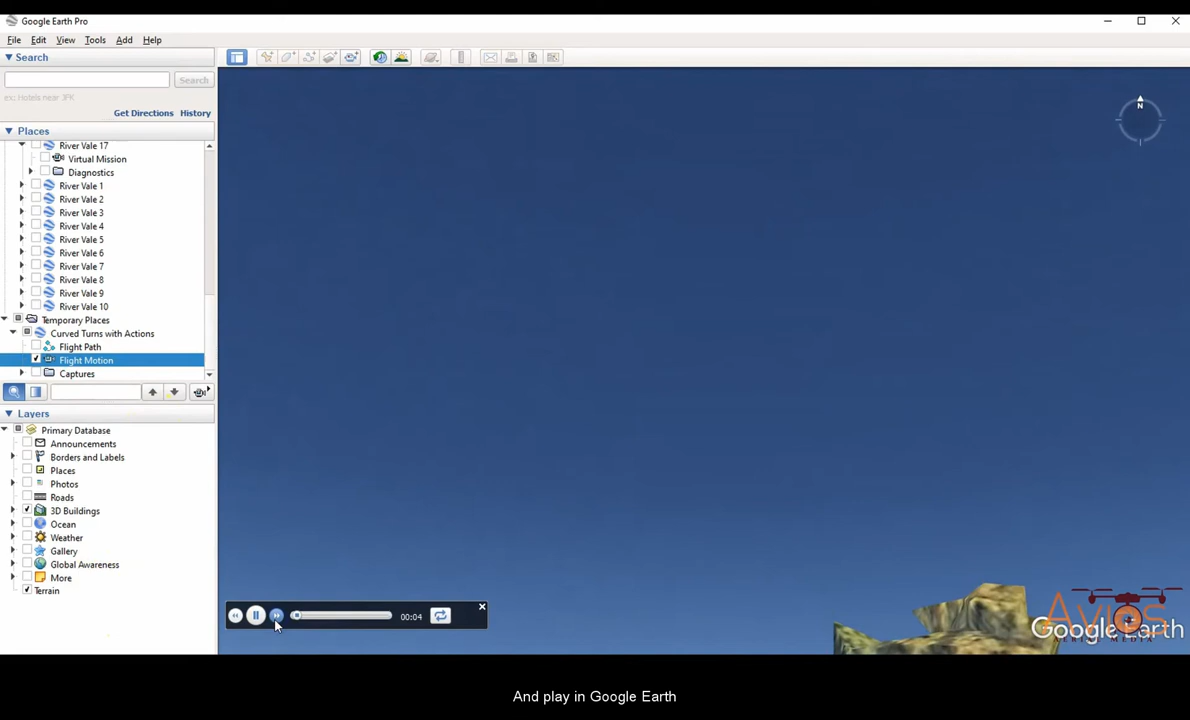 Google Earth Pro
File Edit View Tools Add Help
Search
Search
ex: Hotels near JFK
Get Directions History
Places
River Vale 17
Virtual Mission
Diagnostics
River Vale 1
River Vale 2
River Vale 3
River Vale 4
River Vale 5
River Vale 6
River Vale 7
River Vale 8
River Vale 9
River Vale 10
Temporary Places
Curved Turns with Actions
Flight Path
Flight Motion
Captures
Layers
Primary Database
Announcements
Borders and Labels
Places
Photos
Roads
3D Buildings
Ocean
Weather
Gallery
Global Awareness
More
Terrain
N
00:04
Avios
AERIAL MEDIA
Google Earth
And play in Google Earth